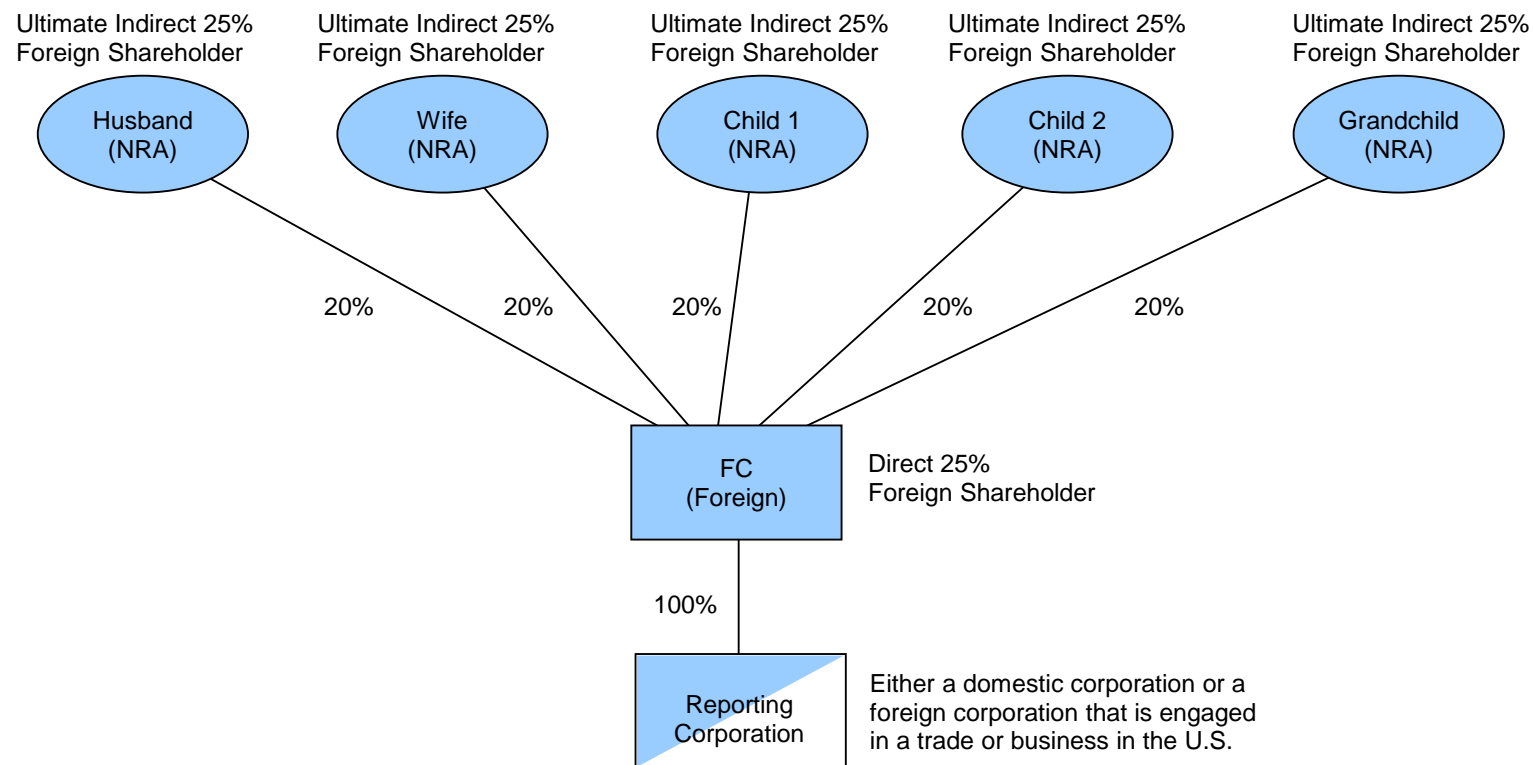 Ultimate Indirect 25%
Foreign Shareholder
Ultimate Indirect 25%
Foreign Shareholder
Ultimate Indirect 25%
Foreign Shareholder
Ultimate Indirect 25%
Foreign Shareholder
Ultimate Indirect 25%
Foreign Shareholder
Husband
(NRA)
Wife
(NRA)
Child 1
(NRA)
Child 2
(NRA)
Grandchild
(NRA)
20%
20%
20%
20%
20%
FC
(Foreign)
Direct 25%
Foreign Shareholder
100%
Reporting
Corporation
Either a domestic corporation or a
foreign corporation that is engaged
in a trade or business in the U.S.